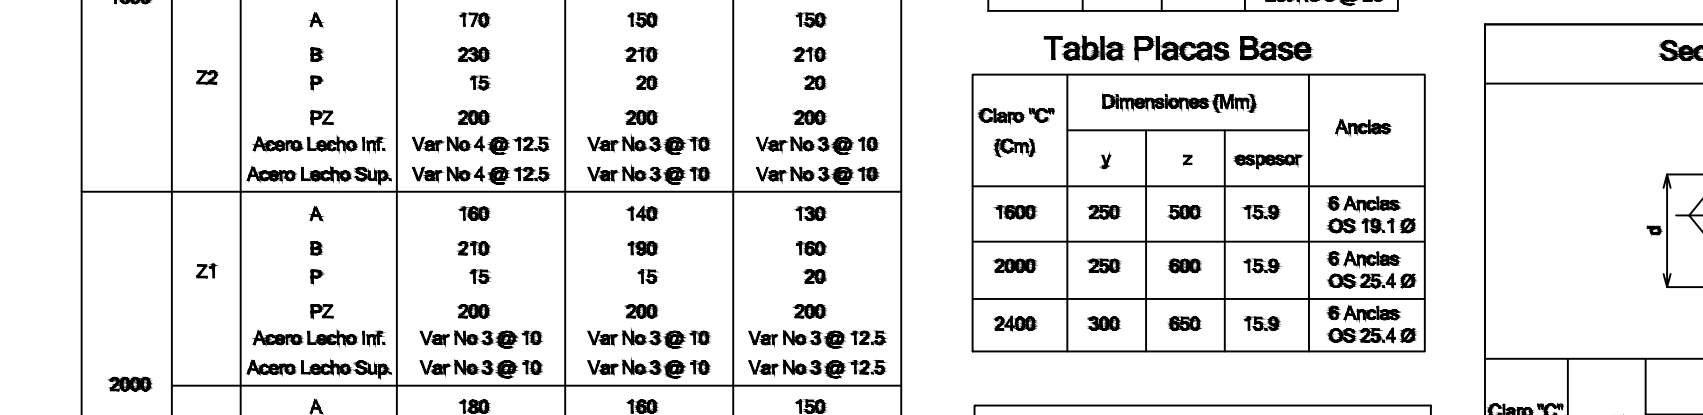 A 170 150 150
B 230 210 210
Z2 P 15 20 20
PZ 200 200 200
Acero Lecho Inf. Var No 4 @ 12.5 Var No 3 @ 10 Var No 3 @ 10
Acero Lecho Sup. Var No 4 @ 12.5 Var No 3 @ 10 Var No 3 @ 10
A 160 140 130
B 210 190 160
Z1 P 15 15 20
PZ 200 200 200
Acero Lecho Inf. Var No 3 @ 10 Var No 3 @ 10 Var No 3 @ 12.5
Acero Lecho Sup. Var No 3 @ 10 Var No 3 @ 10 Var No 3 @ 12.5
2000
A 180 160 150
Tabla Placas Base
Claro "C" (Cm)
Dimensiones (Mm)
Anclas
y z espesor
1600 250 500 15.9 6 Anclas
OS 19.1 Ø
2000 250 600 15.9 6 Anclas
OS 25.4 Ø
2400 300 650 15.9 6 Anclas
OS 25.4 Ø
Sec
d
Claro "C"